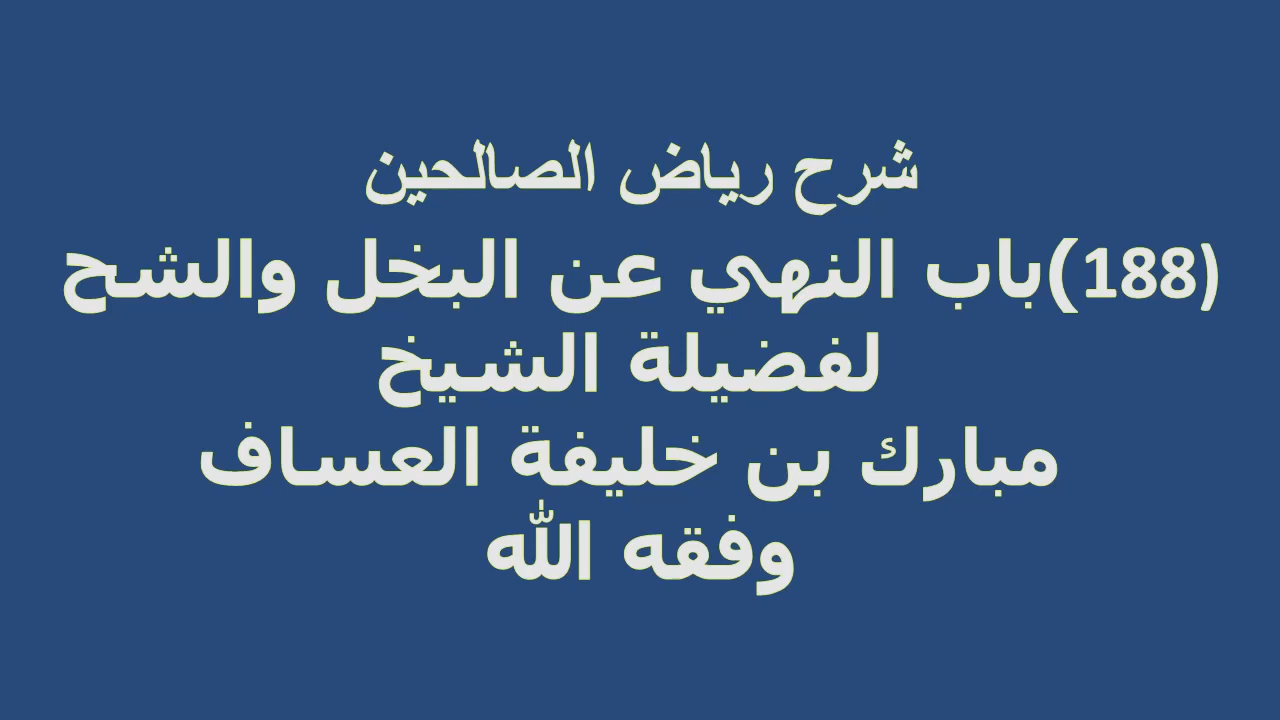 شرح رياض الصالحين
(188)باب النهي عن البخل والشح
لفضيلة الشيخ
مبارك بن خليفة العساف
وفقه الله